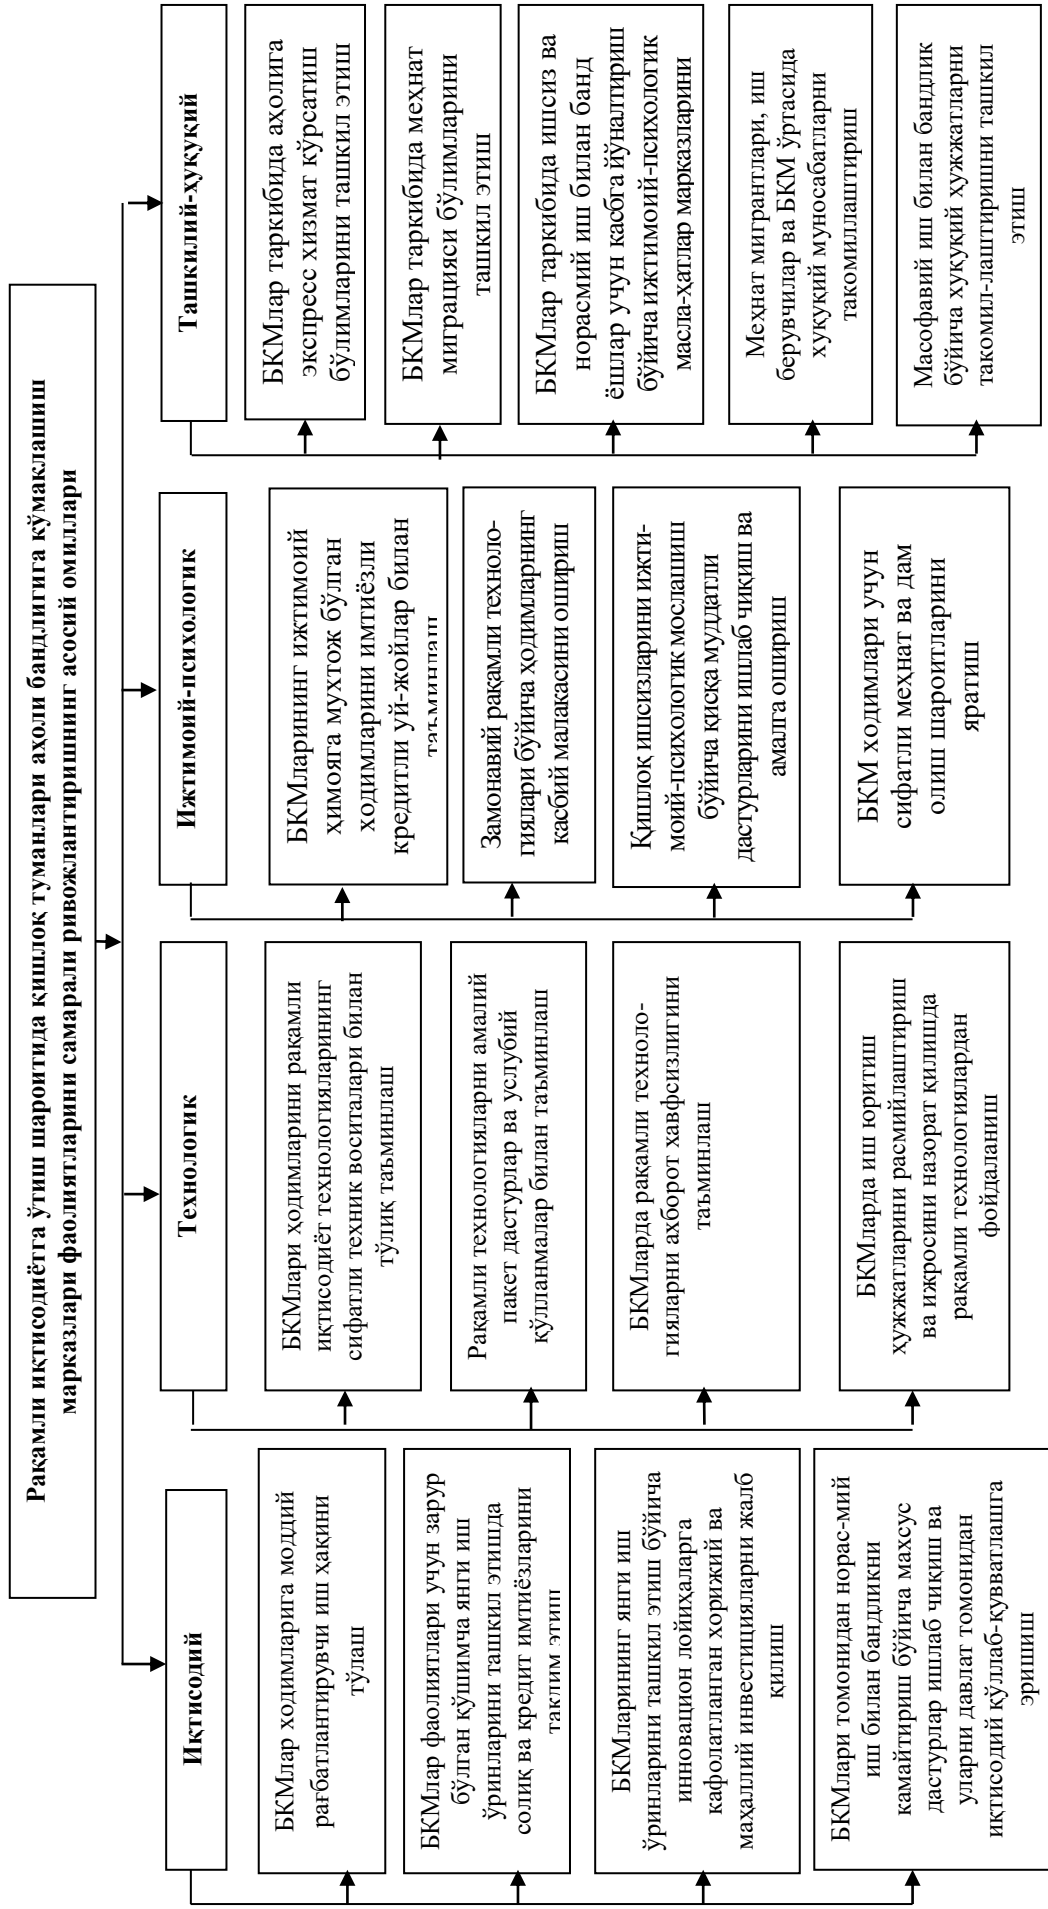 Рақамли иқтисодиётга ўтиш шароитида қишлоқ туманлари аҳоли бандлигига кўмаклашиш
марказлари фаолиятларини самарали ривожлантиришнинг асосий омиллари
Иқтисодий
БКМлар ходимларига моддий
рағбатлантирувчи иш ҳақини
тўлаш
БКМлар фаолиятлари учун зарур
бўлган қўшимча янги иш
ўринларини ташкил этишда
солиқ ва кредит имтиёзларини
таклим этиш
БКМларининг янги иш
ўринларини ташкил этиш бўйича
инновацион лойиҳаларга
кафолатланган хорижий ва
маҳаллий инвестицияларни жалб
қилиш
БКМлари томонидан норас-мий
иш билан бандликни
камайтириш бўйича махсус
дастурлар ишлаб чиқиш ва
уларни давлат томонидан
иқтисодий қўллаб-қувватлашга
эришиш
Технологик
БКМлари ходимларини рақамли
иқтисодиёт технологияларининг
сифатли техник воситалари билан
тўлиқ таъминлаш
Рақамли технологияларни амалий
пакет дастурлар ва услубий
қўлланмалар билан таъминлаш
БКМларда рақамли техноло-
гияларни ахборот хавфсизлигини
таъминлаш
БКМларда иш юритиш
ҳужжатларини расмийлаштириш
ва ижросини назорат қилишда
рақамли технологиялардан
фойдаланиш
Ижтимоий-психологик
БКМларининг ижтимоий
ҳимояга муҳтож бўлган
ходимларини имтиёзли
кредитли уй-жойлар билан
таъминлаш
Замонавий рақамли техноло-
гиялари бўйича ҳодимларнинг
касбий малакасини ошириш
Қишлоқ ишсизларини ижти-
моий-психологик мослашиш
бўйича қисқа муддатли
дастурларини ишлаб чиқиш ва
амалга ошириш
БКМ ходимлари учун
сифатли меҳнат ва дам
олиш шароитларини
яратиш
Ташкилий-ҳуқуқий
БКМлар таркибида аҳолига
экспресс хизмат кўрсатиш
бўлимларини ташкил этиш
БКМлар таркибида меҳнат
миграцияси бўлимларини
ташкил этиш
БКМлар таркибида ишсиз ва
норасмий иш билан банд
ёшлар учун касбга йўналтириш
бўйича ижтимоий-психологик
масла-ҳатлар марказларини
Меҳнат мигрантлари, иш
берувчилар ва БКМ ўртасида
ҳуқуқий муносабатларни
такомиллаштириш
Масофавий иш билан бандлик
бўйича ҳуқуқий ҳужжатларни
такомил-лаштиришни ташкил
этиш